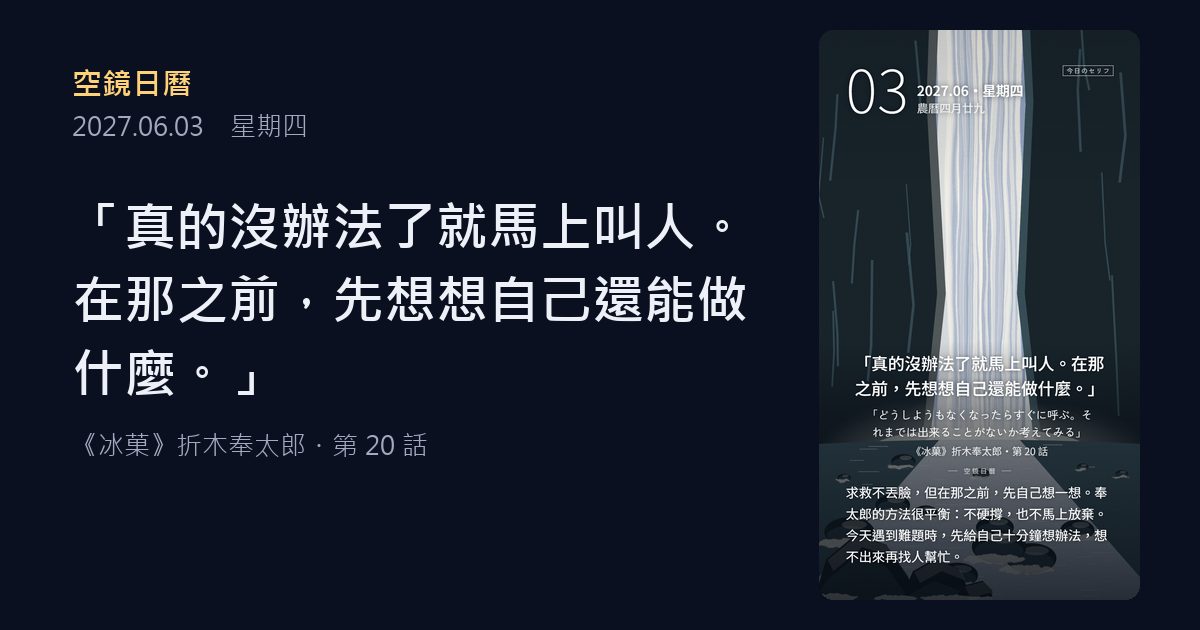 空鏡日曆
2027.06.03 星期四
「真的沒辦法了就馬上叫人。
在那之前，先想想自己還能做
什麼。」
《冰菓》折木奉太郎・第 20 話
03
2027.06・星期四
農曆四月廿九
今日のセリフ
「真的沒辦法了就馬上叫人。在那
之前，先想想自己還能做什麼。」
「どうしようもなくなったらすぐに呼ぶ。そ
れまでは出来ることがないか考えてみる」
《冰菓》折木奉太郎・第 20 話
— 空鏡日曆 —
求救不丟臉，但在那之前，先自己想一想。奉
太郎的方法很平衡：不硬撐，也不馬上放棄。
今天遇到難題時，先給自己十分鐘想辦法，想
不出來再找人幫忙。